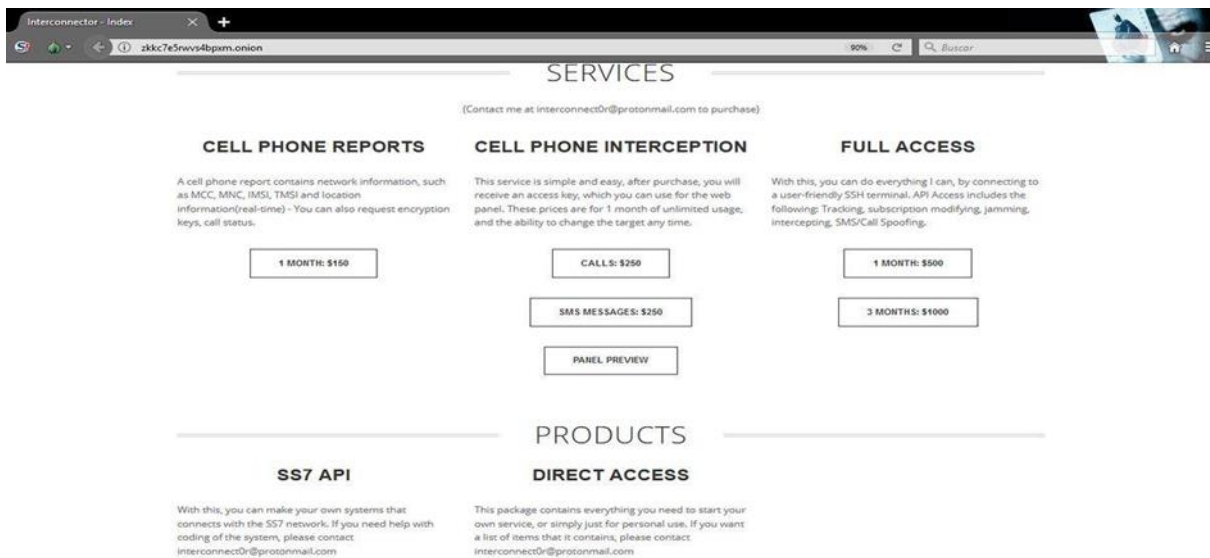 Interconnector - Index
zkkc7e5rwvs4bpxm.onion
90%
Buscar
SERVICES
(Contact me at interconnect0r@protonmail.com to purchase)
CELL PHONE REPORTS
A cell phone report contains network information, such
as MCC, MNC, IMSI, TMSI and location
information(real-time) - You can also request encryption
keys, call status.
1 MONTH: $150
CELL PHONE INTERCEPTION
This service is simple and easy, after purchase, you will
receive an access key, which you can use for the web
panel. These prices are for 1 month of unlimited usage,
and the ability to change the target any time.
CALLS: $250
SMS MESSAGES: $250
PANEL PREVIEW
FULL ACCESS
With this, you can do everything I can, by connecting to
a user-friendly SSH terminal. API Access includes the
following: Tracking, subscription modifying, jamming,
intercepting, SMS/Call Spoofing.
1 MONTH: $500
3 MONTHS: $1000
PRODUCTS
SS7 API
With this, you can make your own systems that
connects with the SS7 network. If you need help with
coding of the system, please contact
interconnect0r@protonmail.com
DIRECT ACCESS
This package contains everything you need to start your
own service, or simply just for personal use. If you want
a list of items that it contains, please contact
interconnect0r@protonmail.com